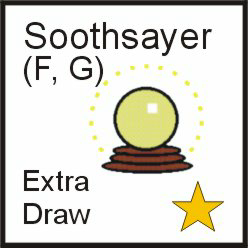 Soothsayer
(F, G)
Extra
Draw